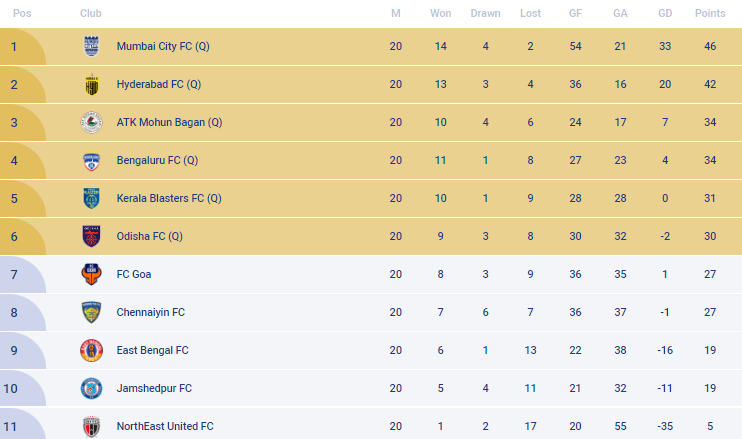 Pos Club M Won Drawn Lost GF GA GD Points
1 Mumbai City FC (Q) 20 14 4 2 54 21 33 46
2 Hyderabad FC (Q) 20 13 3 4 36 16 20 42
3 ATK Mohun Bagan (Q) 20 10 4 6 24 17 7 34
4 Bengaluru FC (Q) 20 11 1 8 27 23 4 34
5 Kerala Blasters FC (Q) 20 10 1 9 28 28 0 31
6 Odisha FC (Q) 20 9 3 8 30 32 -2 30
7 FC Goa 20 8 3 9 36 35 1 27
8 Chennaiyin FC 20 7 6 7 36 37 -1 27
9 East Bengal FC 20 6 1 13 22 38 -16 19
10 Jamshedpur FC 20 5 4 11 21 32 -11 19
11 NorthEast United FC 20 1 2 17 20 55 -35 5